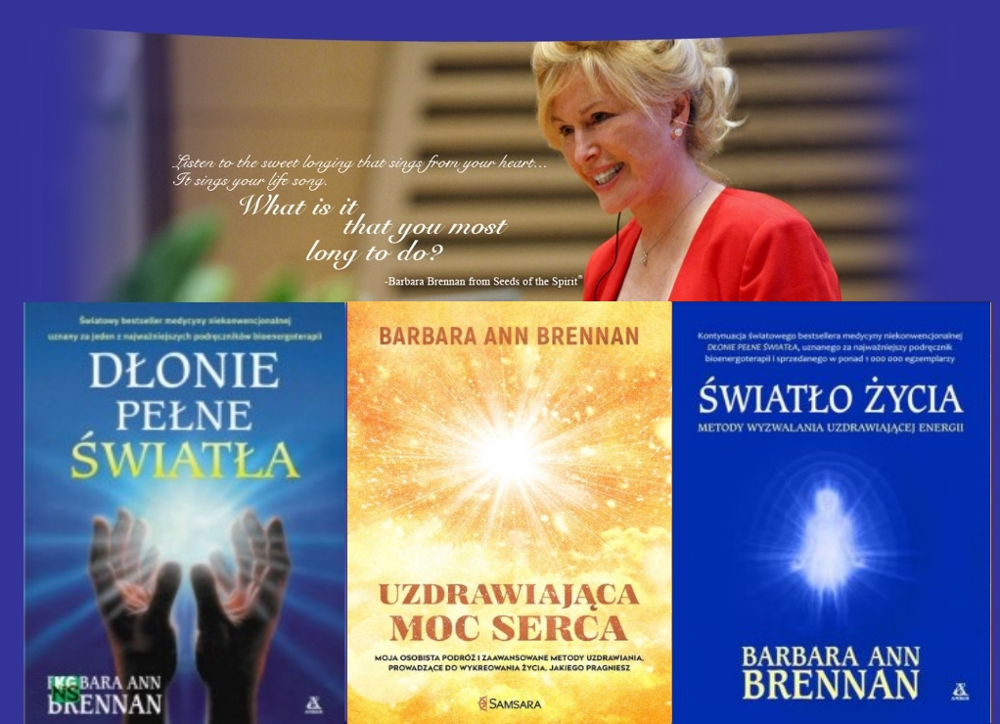 Listen to the sweet longing that sings from your heart...
It sings your life song.
What is it
that you most
long to do?
-Barbara Brennan from Seeds of the Spirit®
Światowy bestseller medycyny niekonwencjonalnej
uznany za jeden z najważniejszych podręczników bioenergoterapii
DŁONIE
PEŁNE
ŚWIATŁA
BARA ANN
BRENNAN
KG
NS
BARBARA ANN BRENNAN
UZDRAWIAJĄCA
MOC SERCA
MOJA OSOBISTA PODRÓŻ I ZAAWANSOWANE METODY UZDRAWIANIA,
PROWADZĄCE DO WYKREOWANIA ŻYCIA, JAKIEGO PRAGNIESZ
SAMSARA
Kontynuacja światowego bestsellera medycyny niekonwencjonalnej
DŁONIE PEŁNE ŚWIATŁA, uznanego za najważniejszy podręcznik
bioenergoterapii i sprzedanego w ponad 1 000 000 egzemplarzy
ŚWIATŁO ŻYCIA
METODY WYZWALANIA UZDRAWIAJĄCEJ ENERGII
BARBARA ANN
BRENNAN